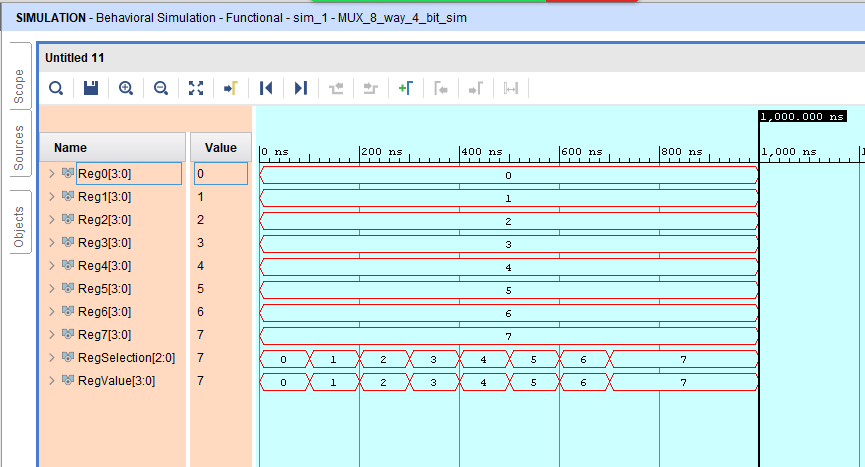 SIMULATION - Behavioral Simulation - Functional - sim_1 - MUX_8_way_4_bit_sim
Untitled 11
Scope
Sources
Objects
1,000.000 ns
Name Value 0 ns 200 ns 400 ns 600 ns 800 ns 1,000 ns 1
Reg0[3:0] 0 0
Reg1[3:0] 1 1
Reg2[3:0] 2 2
Reg3[3:0] 3 3
Reg4[3:0] 4 4
Reg5[3:0] 5 5
Reg6[3:0] 6 6
Reg7[3:0] 7 7
RegSelection[2:0] 7 0 1 2 3 4 5 6 7
RegValue[3:0] 7 0 1 2 3 4 5 6 7